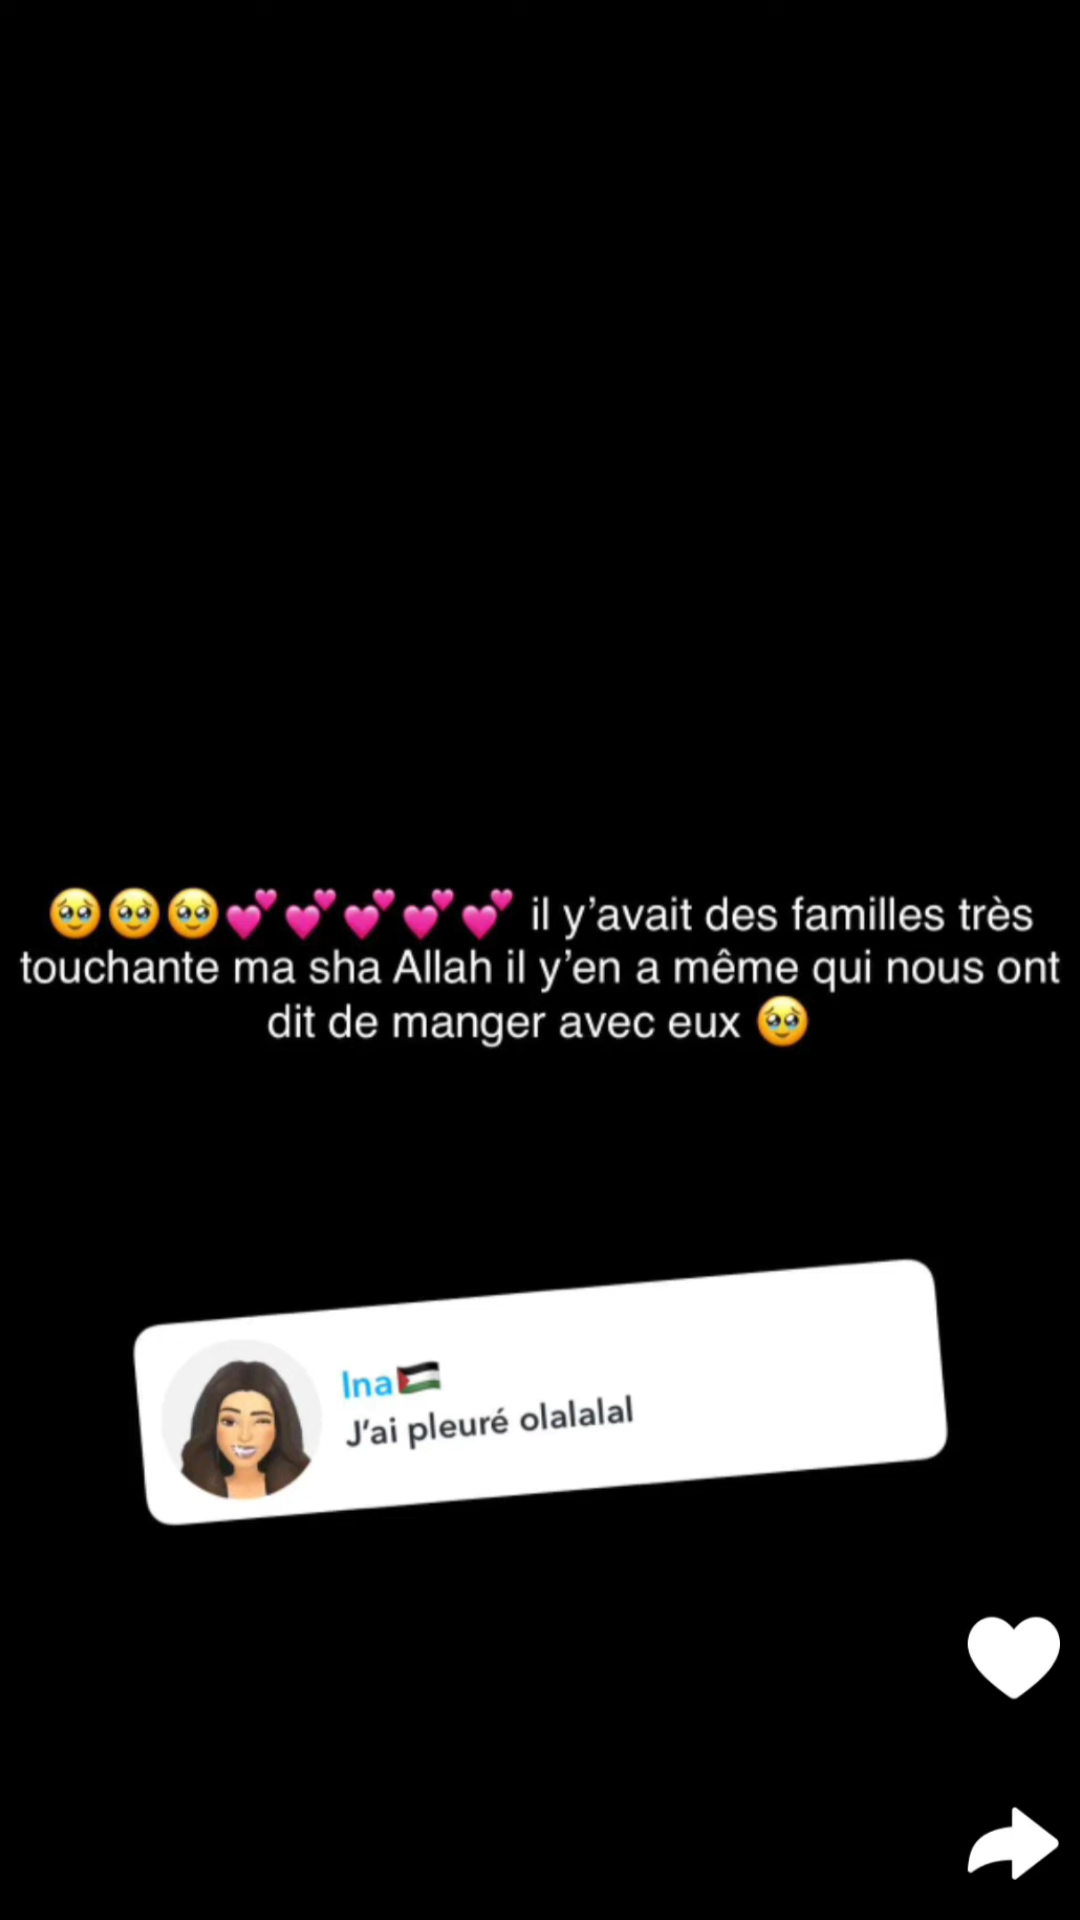 🥹🥹🥹💕💕💕💕💕 il y’avait des familles très
touchante ma sha Allah il y’en a même qui nous ont
dit de manger avec eux 🥹
Ina🇵🇸
J’ai pleuré olalalal